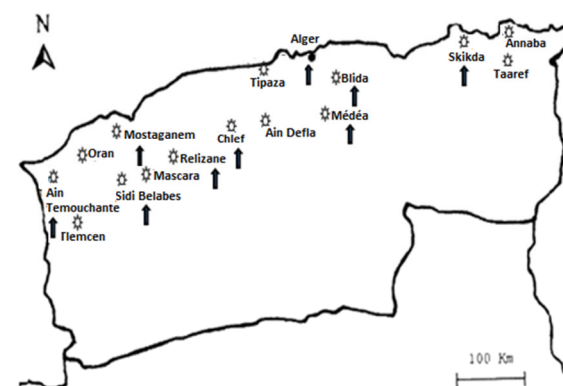 N
Alger
Annaba
Skikda
Taaref
Tipaza
Blida
Médéa
Ain Defla
Chlef
Mostaganem
Oran
Relizane
Mascara
Sidi Belabes
Ain
Temouchante
Tlemcen
100 Km